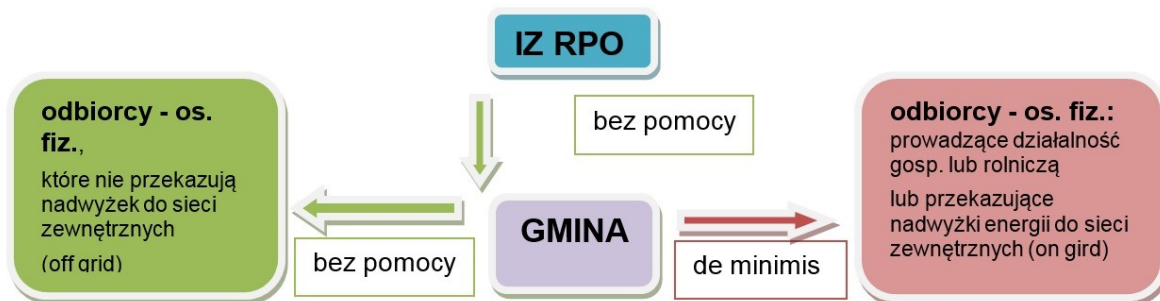 IZ RPO
bez pomocy
odbiorcy - os.
fiz.,
które nie przekazują
nadwyżek do sieci
zewnętrznych
(off grid)
bez pomocy
GMINA
de minimis
odbiorcy - os. fiz.:
prowadzące działalność
gosp. lub rolniczą
lub przekazujące
nadwyżki energii do sieci
zewnętrznych (on gird)